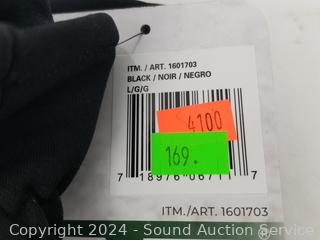 ITM. / ART. 1601703
BLACK / NOIR / NEGRO
L/G/G
4100
169.
7 18976 06711 7
ITM./ART. 1601703
Copyright 2024 - Sound Auction Service